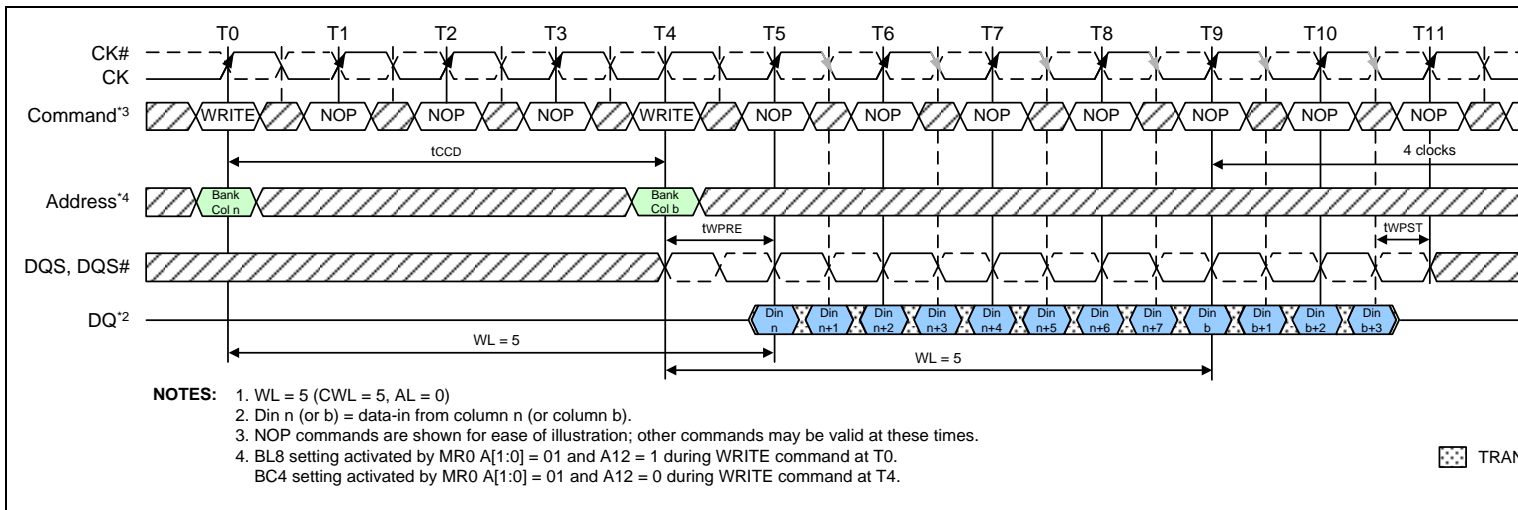 T0 T1 T2 T3 T4 T5 T6 T7 T8 T9 T10 T11
CK#
CK
Command*3 WRITE NOP NOP NOP WRITE NOP NOP NOP NOP NOP NOP NOP
tCCD 4 clocks
Address*4 Bank Col n Bank Col b
tWPRE tWPST
DQS, DQS#
DQ*2 Din n Din n+1 Din n+2 Din n+3 Din n+4 Din n+5 Din n+6 Din n+7 Din b Din b+1 Din b+2 Din b+3
WL = 5 WL = 5
NOTES: 1. WL = 5 (CWL = 5, AL = 0)
2. Din n (or b) = data-in from column n (or column b).
3. NOP commands are shown for ease of illustration; other commands may be valid at these times.
4. BL8 setting activated by MR0 A[1:0] = 01 and A12 = 1 during WRITE command at T0.
BC4 setting activated by MR0 A[1:0] = 01 and A12 = 0 during WRITE command at T4.
TRAN